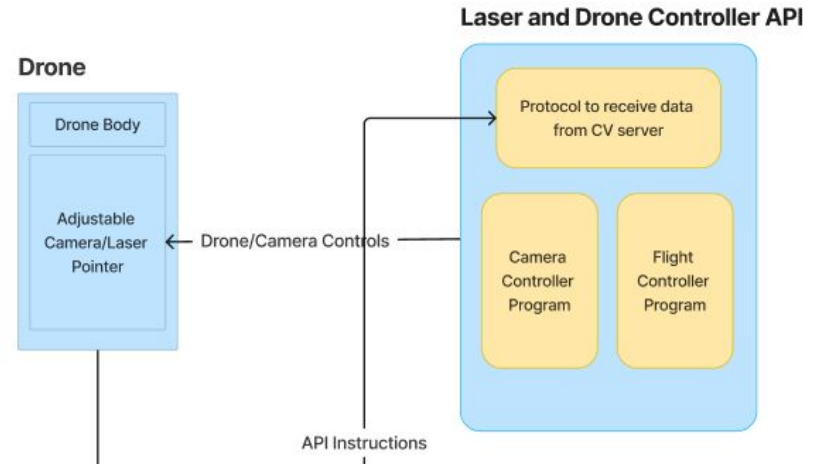 Laser and Drone Controller API
Drone
Drone Body
Adjustable
Camera/Laser
Pointer
Drone/Camera Controls
Protocol to receive data
from CV server
Camera
Controller
Program
Flight
Controller
Program
API Instructions